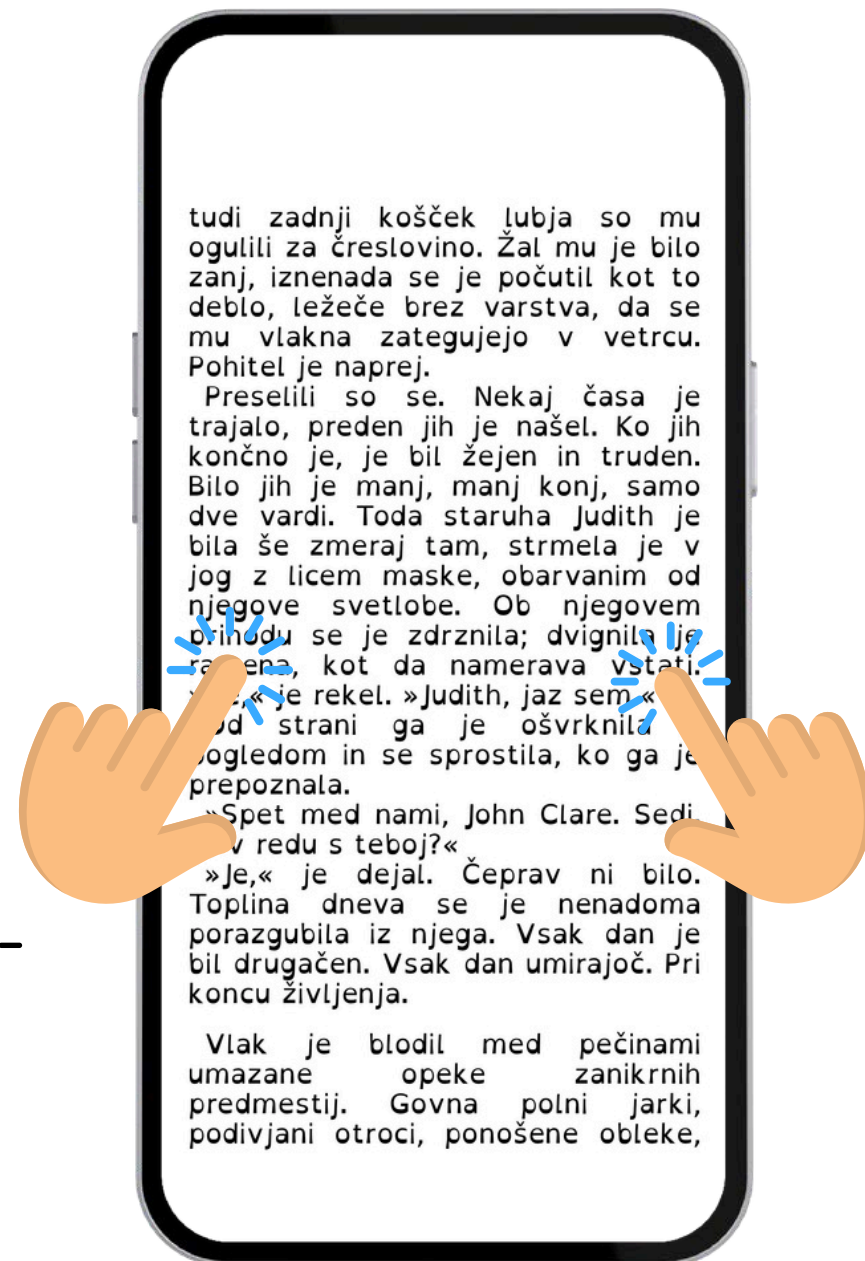 tudi zadnji košček lubja so mu
ogulili za čreslovino. Žal mu je bilo
zanj, iznenada se je počutil kot to
deblo, ležeče brez varstva, da se
mu vlakna zategujejo v vetrcu.
Pohitel je naprej.
Preselili so se. Nekaj časa je
trajalo, preden jih je našel. Ko jih
končno je, je bil žejen in truden.
Bilo jih je manj, manj konj, samo
dve vardi. Toda staruha Judith je
bila še zmeraj tam, strmela je v
jog z licem maske, obarvanim od
njegove svetlobe. Ob njegovem
prihodu se je zdrznila; dvignila je
ramena, kot da namerava vstati.
je rekel. »Judith, jaz sem.«
strani ga je ošvrknila
pogledom in se sprostila, ko ga je
prepoznala.
»Spet med nami, John Clare. Sedi.
v redu s teboj?«
»Je,« je dejal. Čeprav ni bilo.
Toplina dneva se je nenadoma
porazgubila iz njega. Vsak dan je
bil drugačen. Vsak dan umirajoč. Pri
koncu življenja.
Vlak je blodil med pečinami
umazane opeke zanikrnih
predmestij. Govna polni jarki,
podivjani otroci, ponošene obleke,